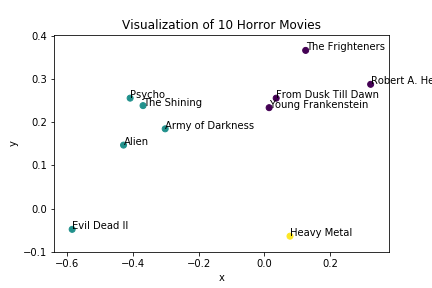 Visualization of 10 Horror Movies
0.4
The Frighteners
0.3
Robert A. He
Psycho
From Dusk Till Dawn
The Shining
Young Frankenstein
0.2
Army of Darkness
y
Alien
0.1
0.0
Evil Dead II
Heavy Metal
−0.1
−0.6
−0.4
−0.2
0.0
0.2
x